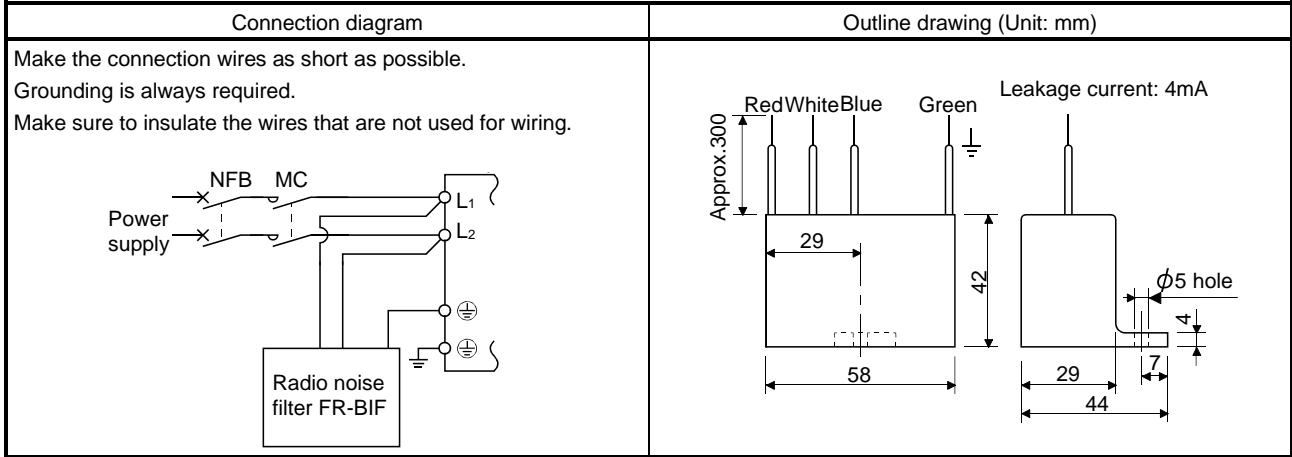 Connection diagram
Outline drawing (Unit: mm)
Make the connection wires as short as possible.
Grounding is always required.
Make sure to insulate the wires that are not used for wiring.
NFB MC
Power
supply
L1
L2
Radio noise
filter FR-BIF
Leakage current: 4mA
Red White Blue Green
Approx.300
29
42
58
ϕ5 hole
4
7
29
44